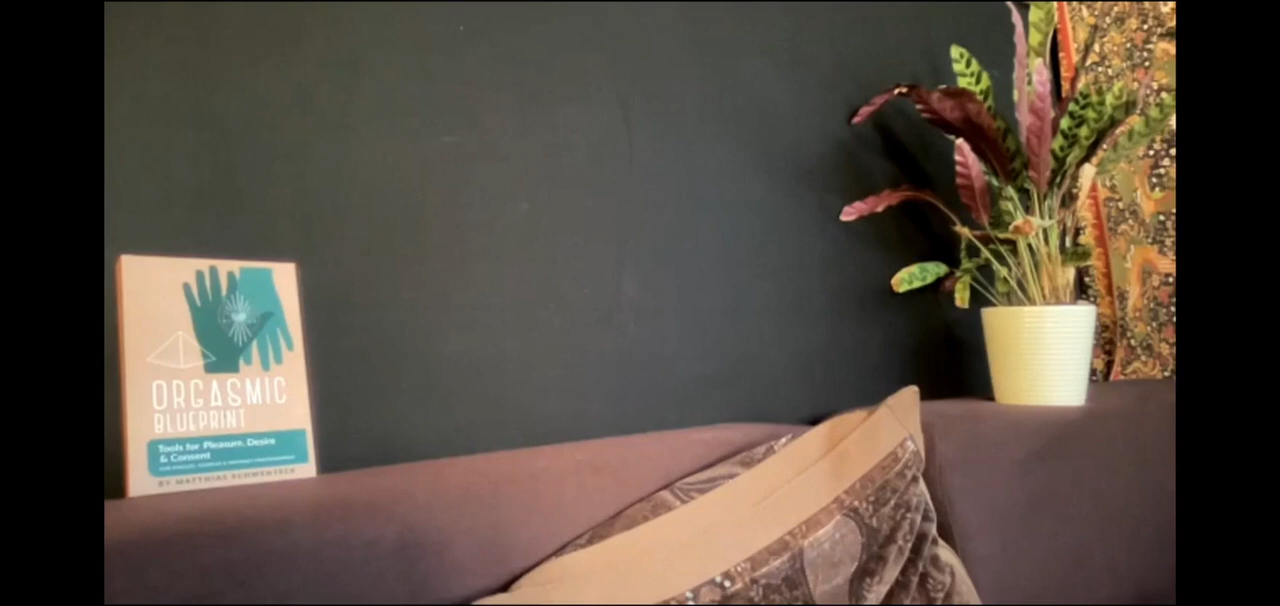 ORGASMIC
BLUEPRINT
Tools for Pleasure, Desire
& Consent
BY MATTHIAS SCHWENTECK